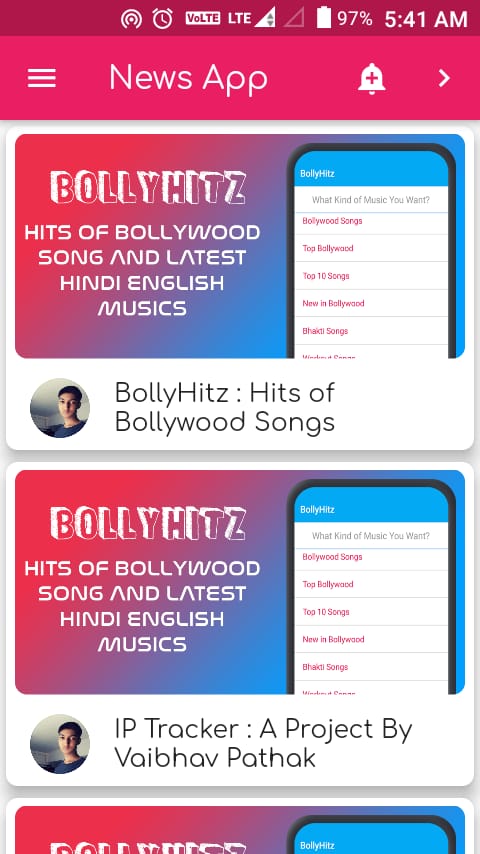 VoLTE LTE 97% 5:41 AM
News App
BOLLYHITZ
HITS OF BOLLYWOOD
SONG AND LATEST
HINDI ENGLISH
MUSICS
BollyHitz
What Kind of Music You Want?
Bollywood Songs
Top Bollywood
Top 10 Songs
New in Bollywood
Bhakti Songs
Workout Songs
BollyHitz : Hits of
Bollywood Songs
BOLLYHITZ
HITS OF BOLLYWOOD
SONG AND LATEST
HINDI ENGLISH
MUSICS
BollyHitz
What Kind of Music You Want?
Bollywood Songs
Top Bollywood
Top 10 Songs
New in Bollywood
Bhakti Songs
Workout Songs
IP Tracker : A Project By
Vaibhav Pathak
BOLLYHITZ
BollyHitz